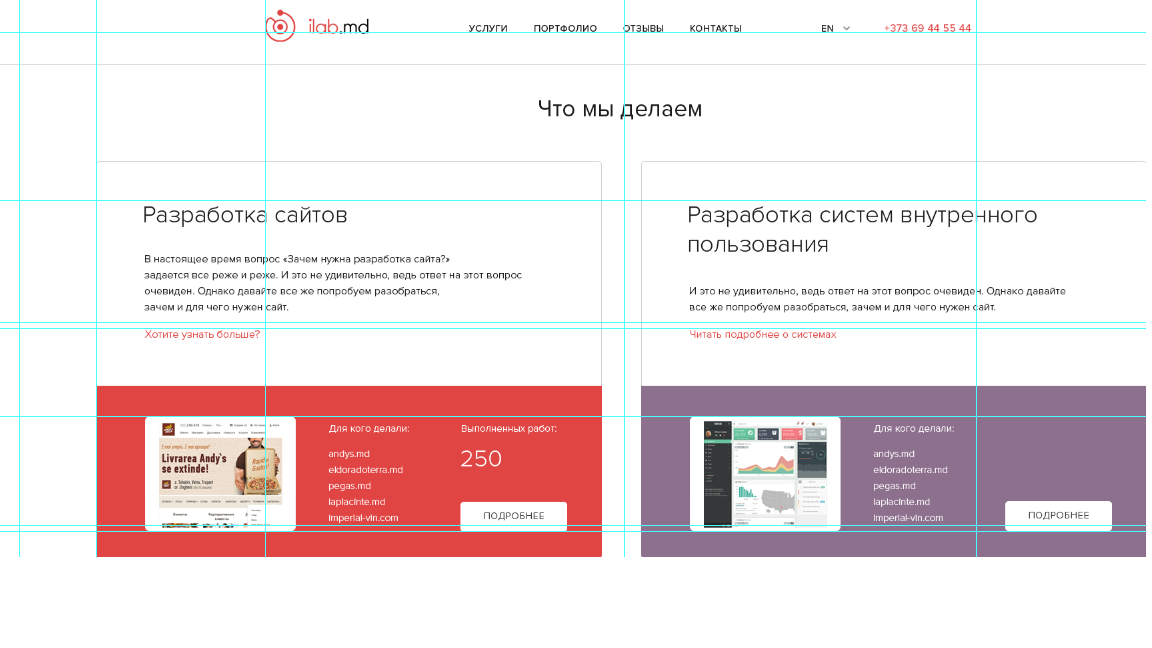 ilab.md
УСЛУГИ ПОРТФОЛИО ОТЗЫВЫ КОНТАКТЫ
EN
+373 69 44 55 44
Что мы делаем
Разработка сайтов
В настоящее время вопрос «Зачем нужна разработка сайта?»
задается все реже и реже. И это не удивительно, ведь ответ на этот вопрос
очевиден. Однако давайте все же попробуем разобраться,
зачем и для чего нужен сайт.
Хотите узнать больше?
Livrarea Andy's
se extinde!
Для кого делали:
andys.md
eldoradoterra.md
pegas.md
laplacinte.md
imperial-vin.com
Выполненных работ:
250
ПОДРОБНЕЕ
Разработка систем внутреннего
пользования
И это не удивительно, ведь ответ на этот вопрос очевиден. Однако давайте
все же попробуем разобраться, зачем и для чего нужен сайт.
Читать подробнее о системах
Для кого делали:
andys.md
eldoradoterra.md
pegas.md
laplacinte.md
imperial-vin.com
ПОДРОБНЕЕ